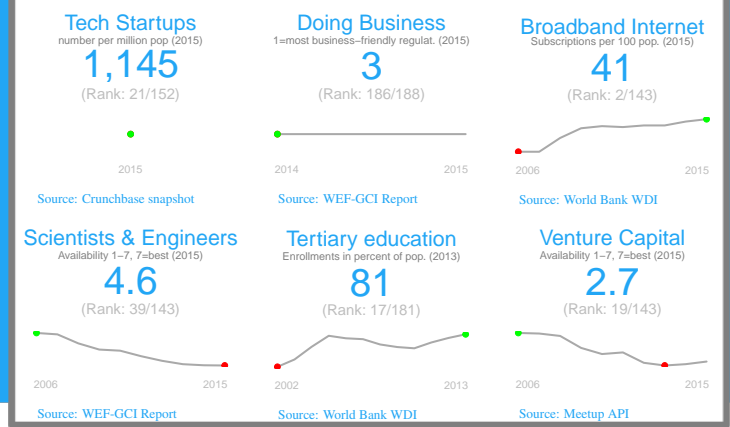 Tech Startups
number per million pop (2015)
1,145
(Rank: 21/152)
2015
Source: Crunchbase snapshot
Doing Business
1=most business−friendly regulat. (2015)
3
(Rank: 186/188)
2014 2015
Source: WEF-GCI Report
Broadband Internet
Subscriptions per 100 pop. (2015)
41
(Rank: 2/143)
2006 2015
Source: World Bank WDI
Scientists & Engineers
Availability 1−7, 7=best (2015)
4.6
(Rank: 39/143)
2006 2015
Source: WEF-GCI Report
Tertiary education
Enrollments in percent of pop. (2013)
81
(Rank: 17/181)
2002 2013
Source: World Bank WDI
Venture Capital
Availability 1−7, 7=best (2015)
2.7
(Rank: 19/143)
2006 2015
Source: Meetup API